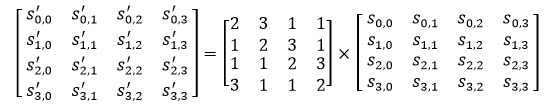 [s′0,0 s′0,1 s′0,2 s′0,3] [2 3 1 1] [s0,0 s0,1 s0,2 s0,3]
[s′1,0 s′1,1 s′1,2 s′1,3] = [1 2 3 1] × [s1,0 s1,1 s1,2 s1,3]
[s′2,0 s′2,1 s′2,2 s′2,3] [1 1 2 3] [s2,0 s2,1 s2,2 s2,3]
[s′3,0 s′3,1 s′3,2 s′3,3] [3 1 1 2] [s3,0 s3,1 s3,2 s3,3]